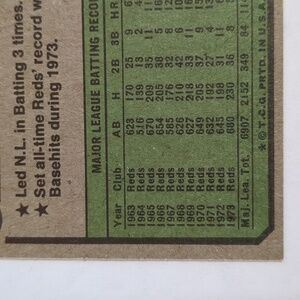 ★ Led N.L. in Batting 3 times.
★ Set all-time Reds' record w
Basehits during 1973.
MAJOR LEAGUE BATTING RECO
Year Club AB H 2B 3B HR
1963 Reds 623 170 25 9
1964 Reds 516 139 13 2
1965 Reds 670 209 35 11
1966 Reds 654 205 38 5
1967 Reds 585 176 32 8
1968 Reds 626 210 42 6
1969 Reds 627 218 33 11
1970 Reds 649 205 37 9
1971 Reds 632 192 27 4
1972 Reds 645 198 31 11
1973 Reds 680 230 36 8
Maj. Lea. Tot. 6907 2152 349 84
★ © T.C.G. PRTD. IN U.S.A.